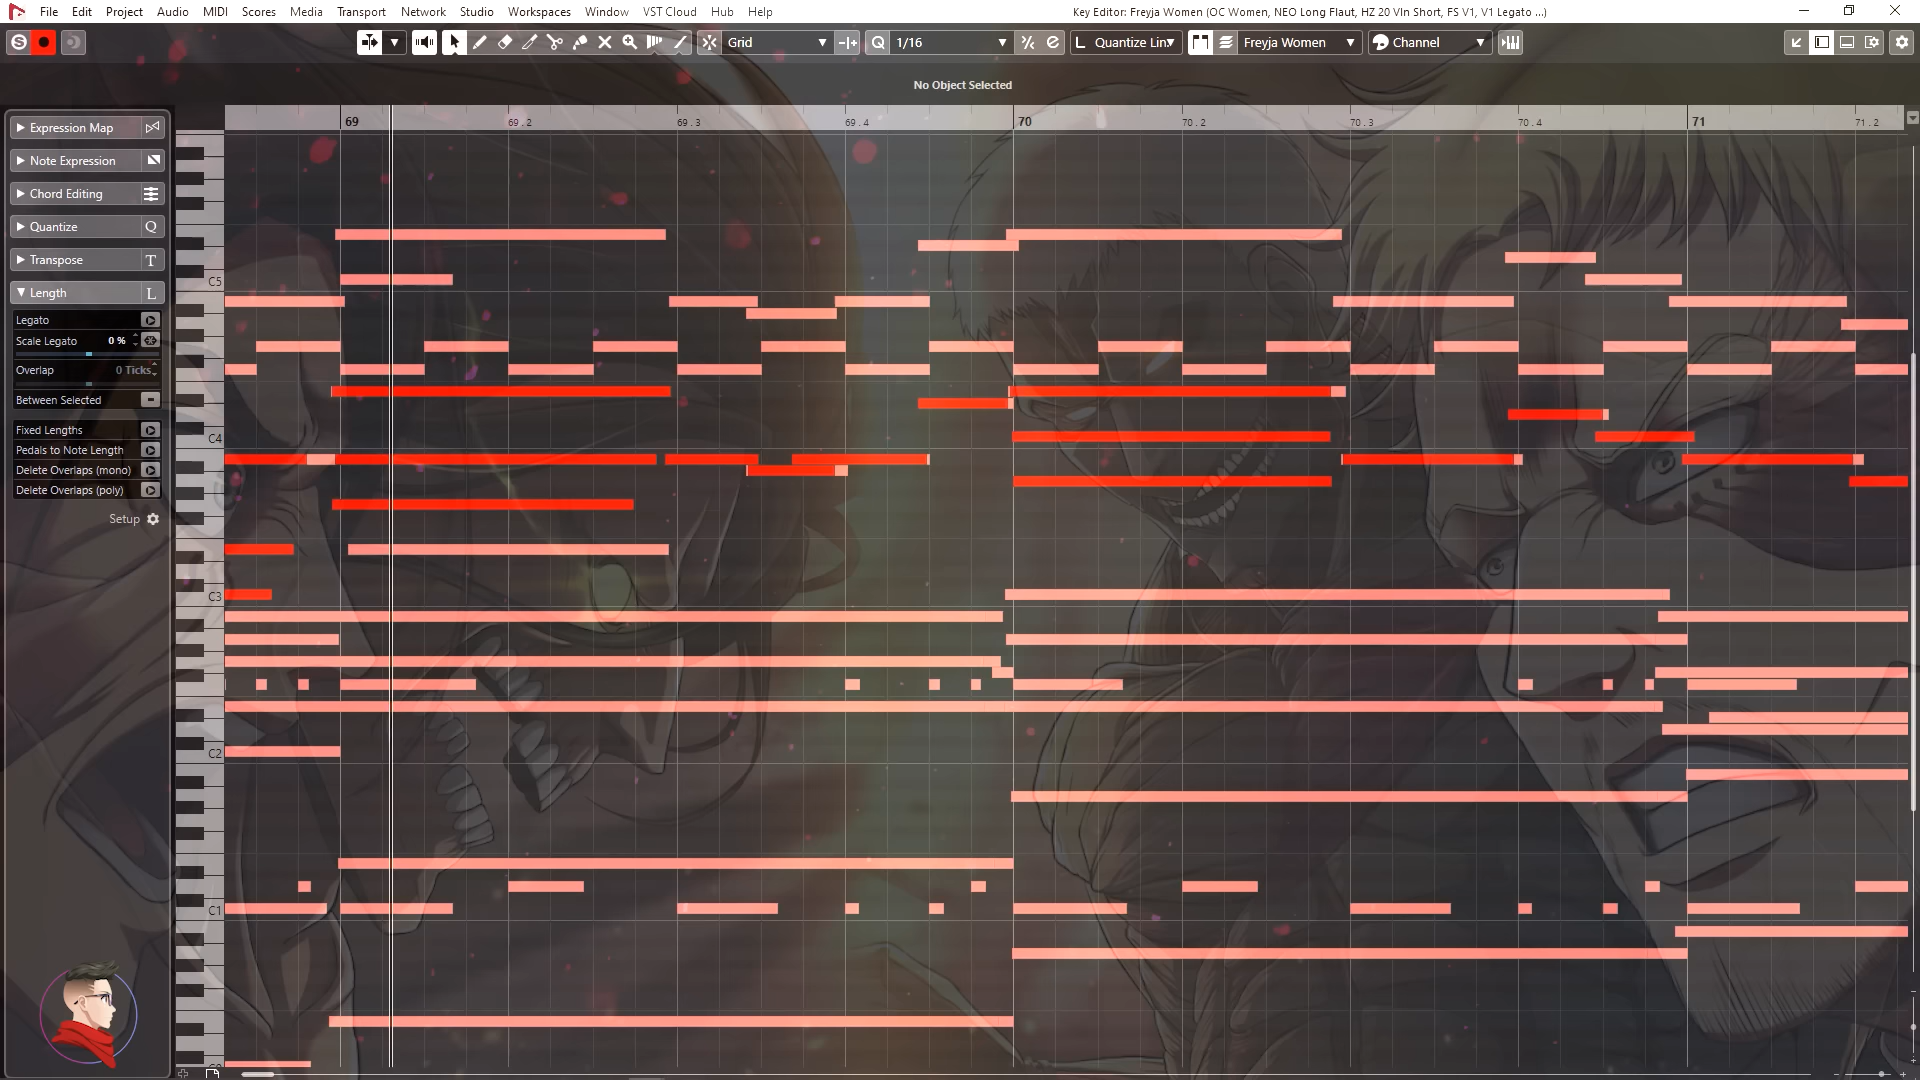 File Edit Project Audio MIDI Scores Media Transport Network Studio Workspaces Window VST Cloud Hub Help Key Editor: Freyja Women (OC Women, NEO Long Flaut, HZ 20 Vln Short, FS V1, V1 Legato ...)
S Grid Q 1/16 L Quantize Lin Freyja Women Channel
No Object Selected
69 69.2 69.3 69.4 70 70.2 70.3 70.4 71 71.2
Expression Map
Note Expression
Chord Editing
Quantize Q
Transpose T
Length L
Legato
Scale Legato 0 %
Overlap 0 Ticks
Between Selected
Fixed Lengths
Pedals to Note Length
Delete Overlaps (mono)
Delete Overlaps (poly)
Setup
C5
C4
C3
C2
C1